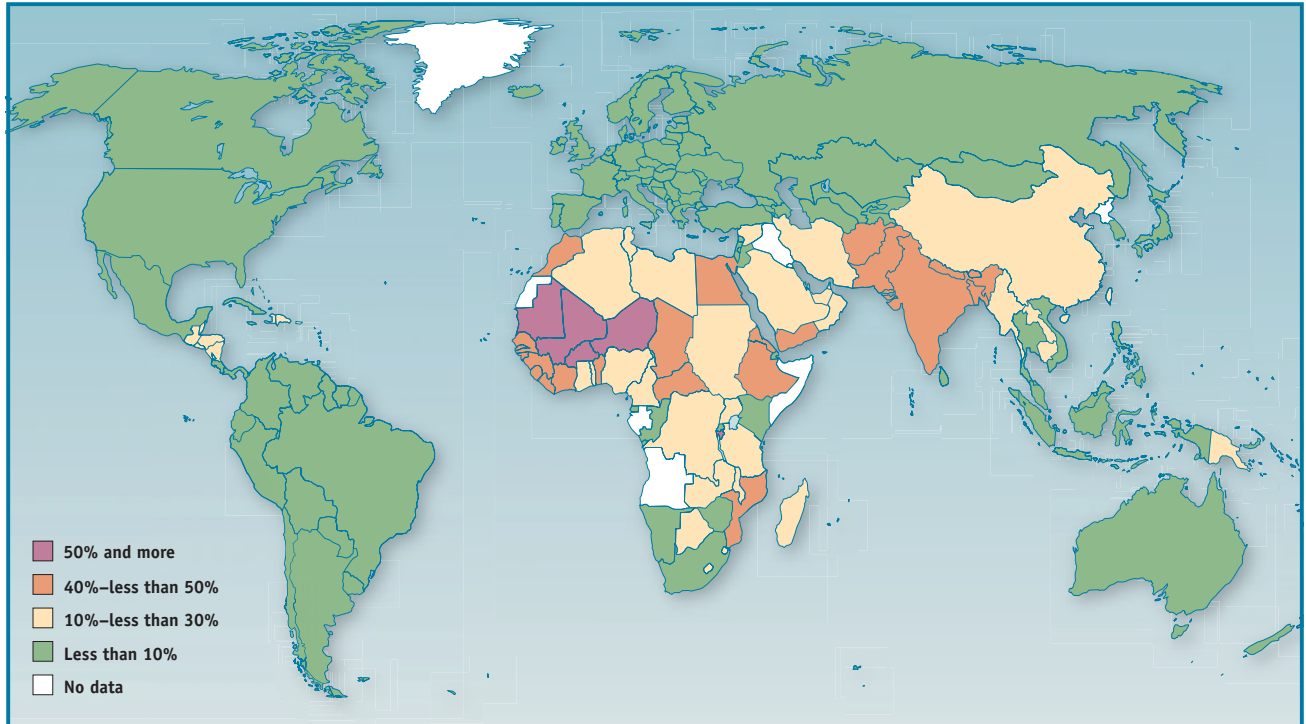 50% and more
40%–less than 50%
10%–less than 30%
Less than 10%
No data